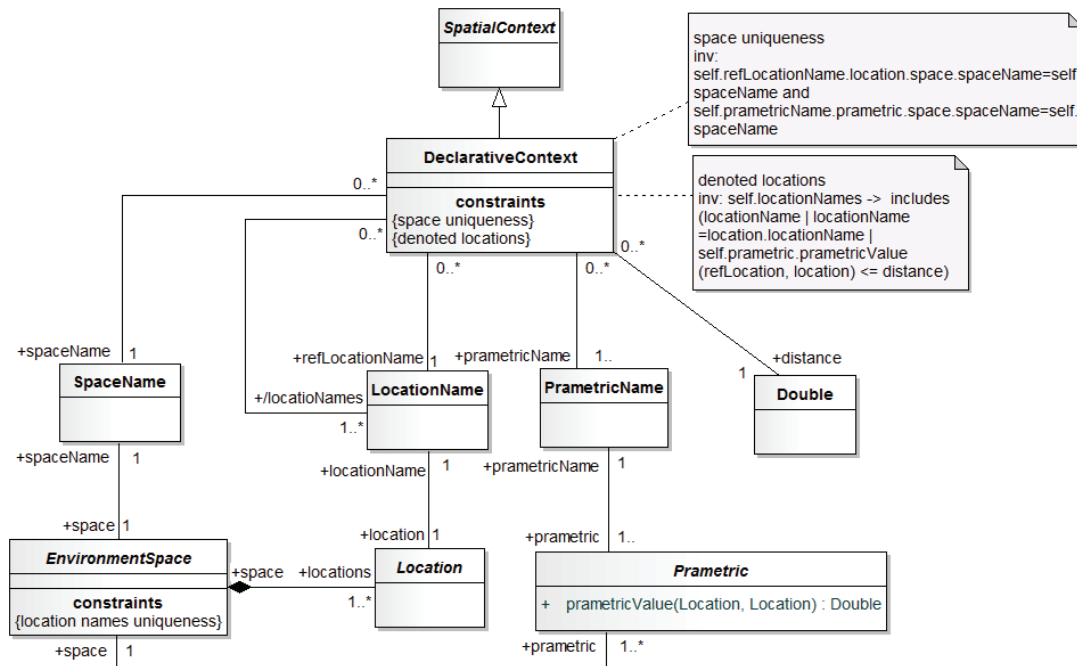 SpatialContext
space uniqueness
inv:
self.refLocationName.location.space.spaceName=self.
spaceName and
self.prametricName.prametric.space.spaceName=self.
spaceName
DeclarativeContext
constraints
{space uniqueness}
{denoted locations}
denoted locations
inv: self.locationNames -> includes
(locationName | locationName
=location.locationName |
self.prametric.prametricValue
(refLocation, location) <= distance)
0..*
0..*
0..*
0..*
0..*
+spaceName
1
+refLocationName
1
+prametricName
1..
+distance
1
SpaceName
+/locatioNames
1..*
LocationName
PrametricName
Double
+spaceName
1
+locationName
1
+prametricName
1
+space
1
+location
1
+prametric
1..
EnvironmentSpace
constraints
{location names uniqueness}
+space
+locations
1..*
Location
Prametric
+ prametricValue(Location, Location) : Double
+space
1
+prametric
1..*